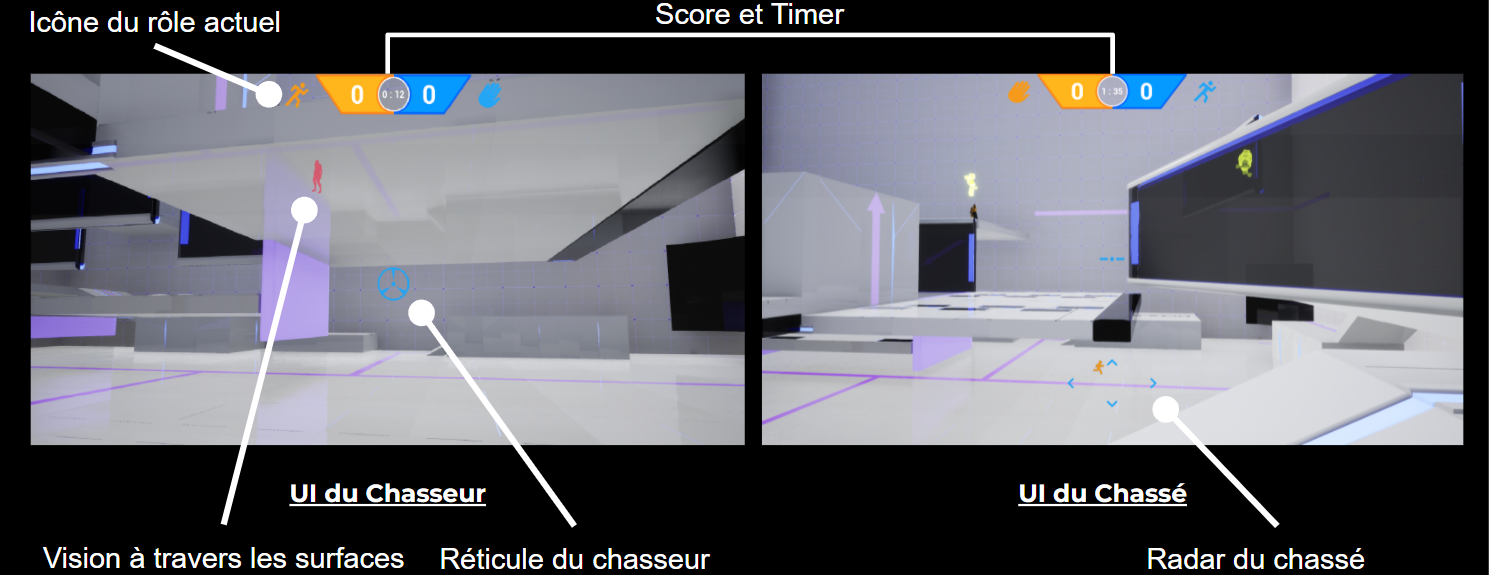 Icône du rôle actuel
Score et Timer
0
0 : 12
0
0
1 : 35
0
UI du Chasseur
UI du Chassé
Vision à travers les surfaces
Réticule du chasseur
Radar du chassé